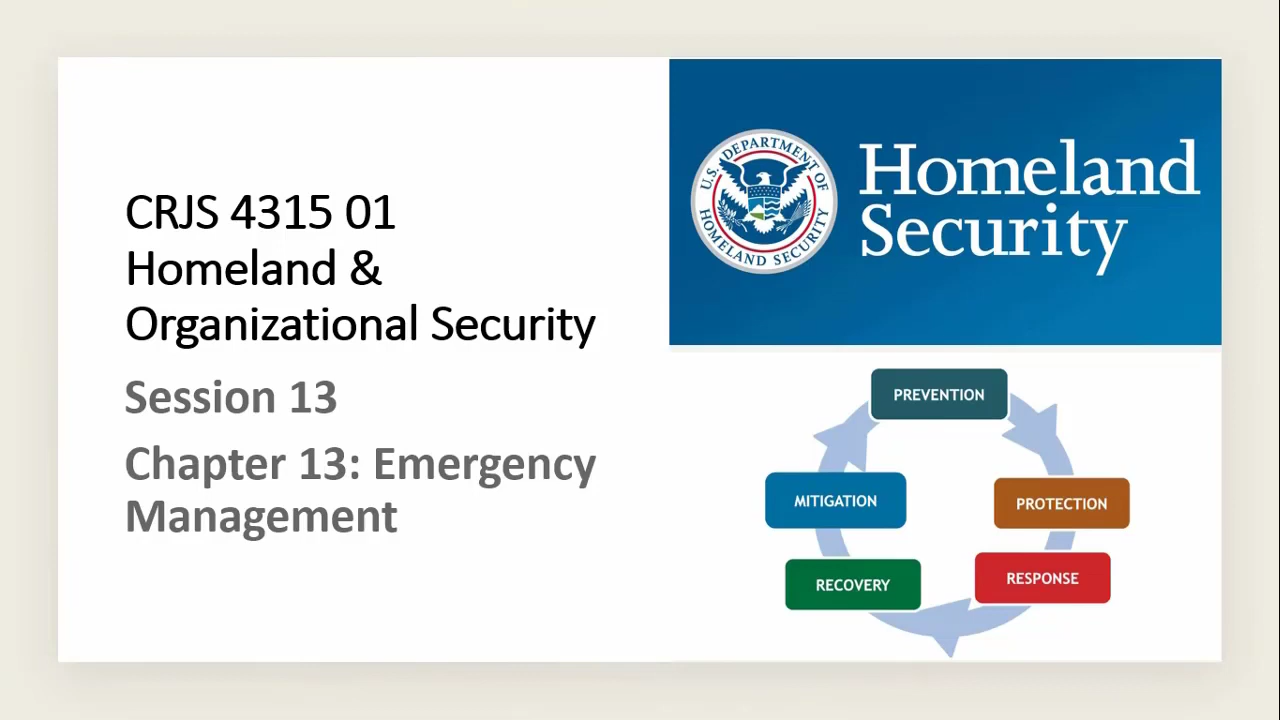 CRJS 4315 01
Homeland &
Organizational Security
Session 13
Chapter 13: Emergency
Management
U.S. DEPARTMENT OF
HOMELAND SECURITY
Homeland
Security
PREVENTION
MITIGATION
PROTECTION
RECOVERY
RESPONSE